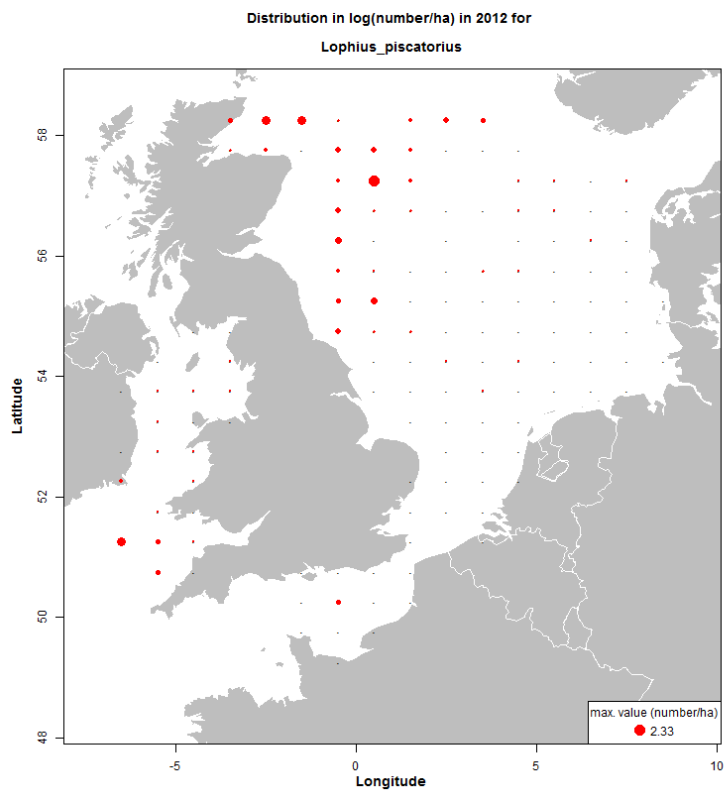 Distribution in log(number/ha) in 2012 for
Lophius_piscatorius
58
56
54
52
50
48
Latitude
-5
0
5
10
Longitude
max. value (number/ha)
2.33